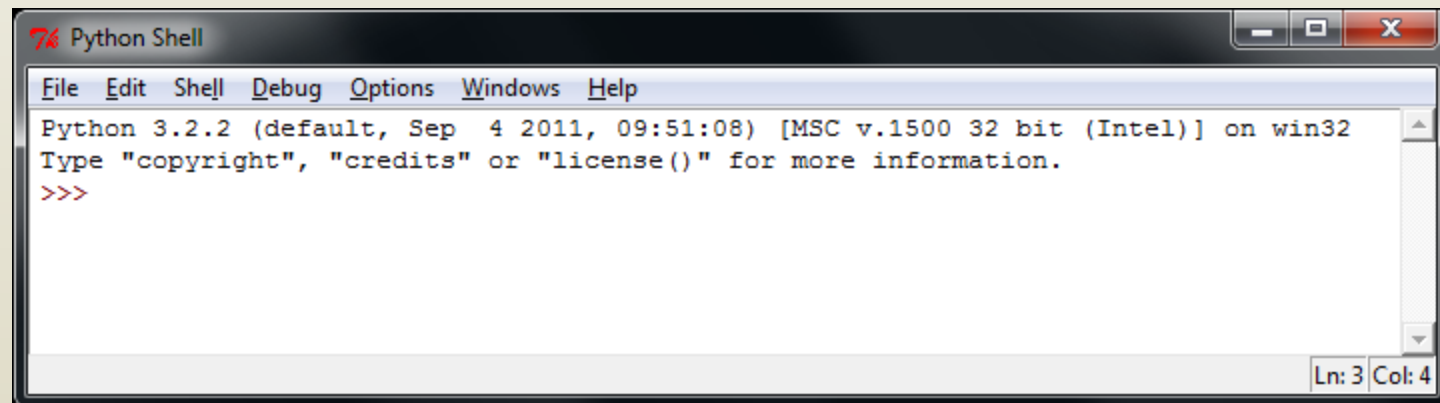 Python Shell
File Edit Shell Debug Options Windows Help
Python 3.2.2 (default, Sep  4 2011, 09:51:08) [MSC v.1500 32 bit (Intel)] on win32
Type "copyright", "credits" or "license()" for more information.
>>>
Ln: 3 Col: 4